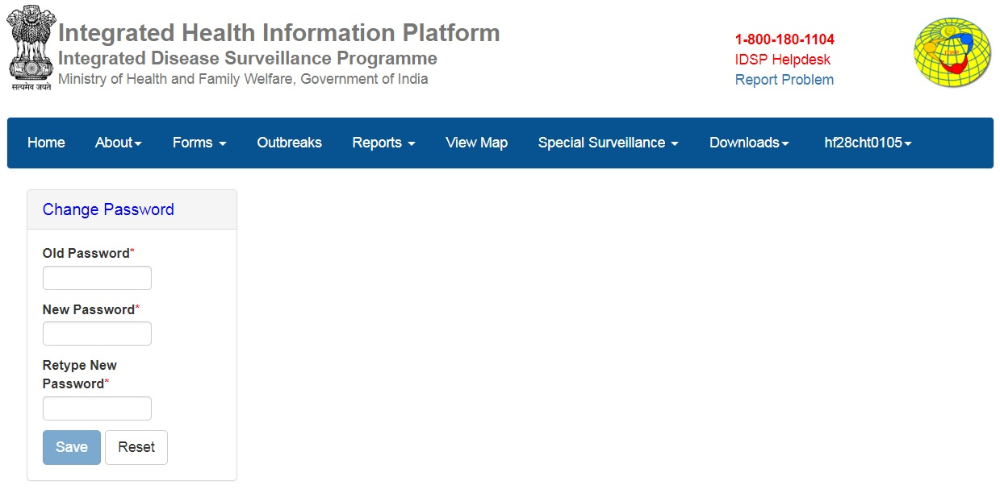 Integrated Health Information Platform
Integrated Disease Surveillance Programme
Ministry of Health and Family Welfare, Government of India
सत्यमेव जयते
1-800-180-1104
IDSP Helpdesk
Report Problem
IDSP
Home About Forms Outbreaks Reports View Map Special Surveillance Downloads hf28cht0105
Change Password
Old Password*
New Password*
Retype New
Password*
Save Reset